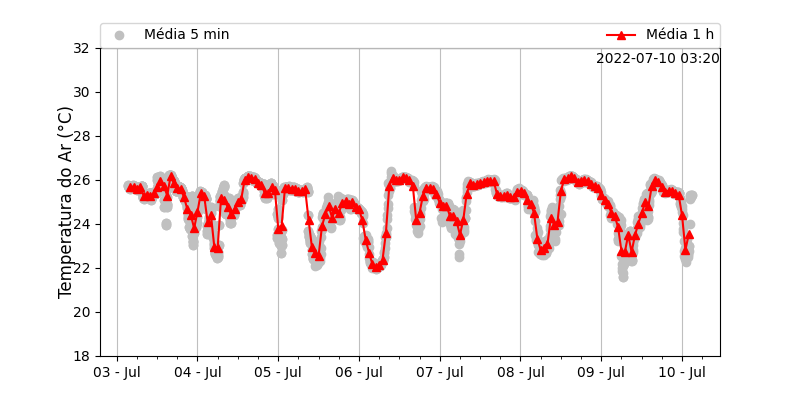 Média 5 min
Média 1 h
2022-07-10 03:20
Temperatura do Ar (°C)
32
30
28
26
24
22
20
18
03 - Jul
04 - Jul
05 - Jul
06 - Jul
07 - Jul
08 - Jul
09 - Jul
10 - Jul